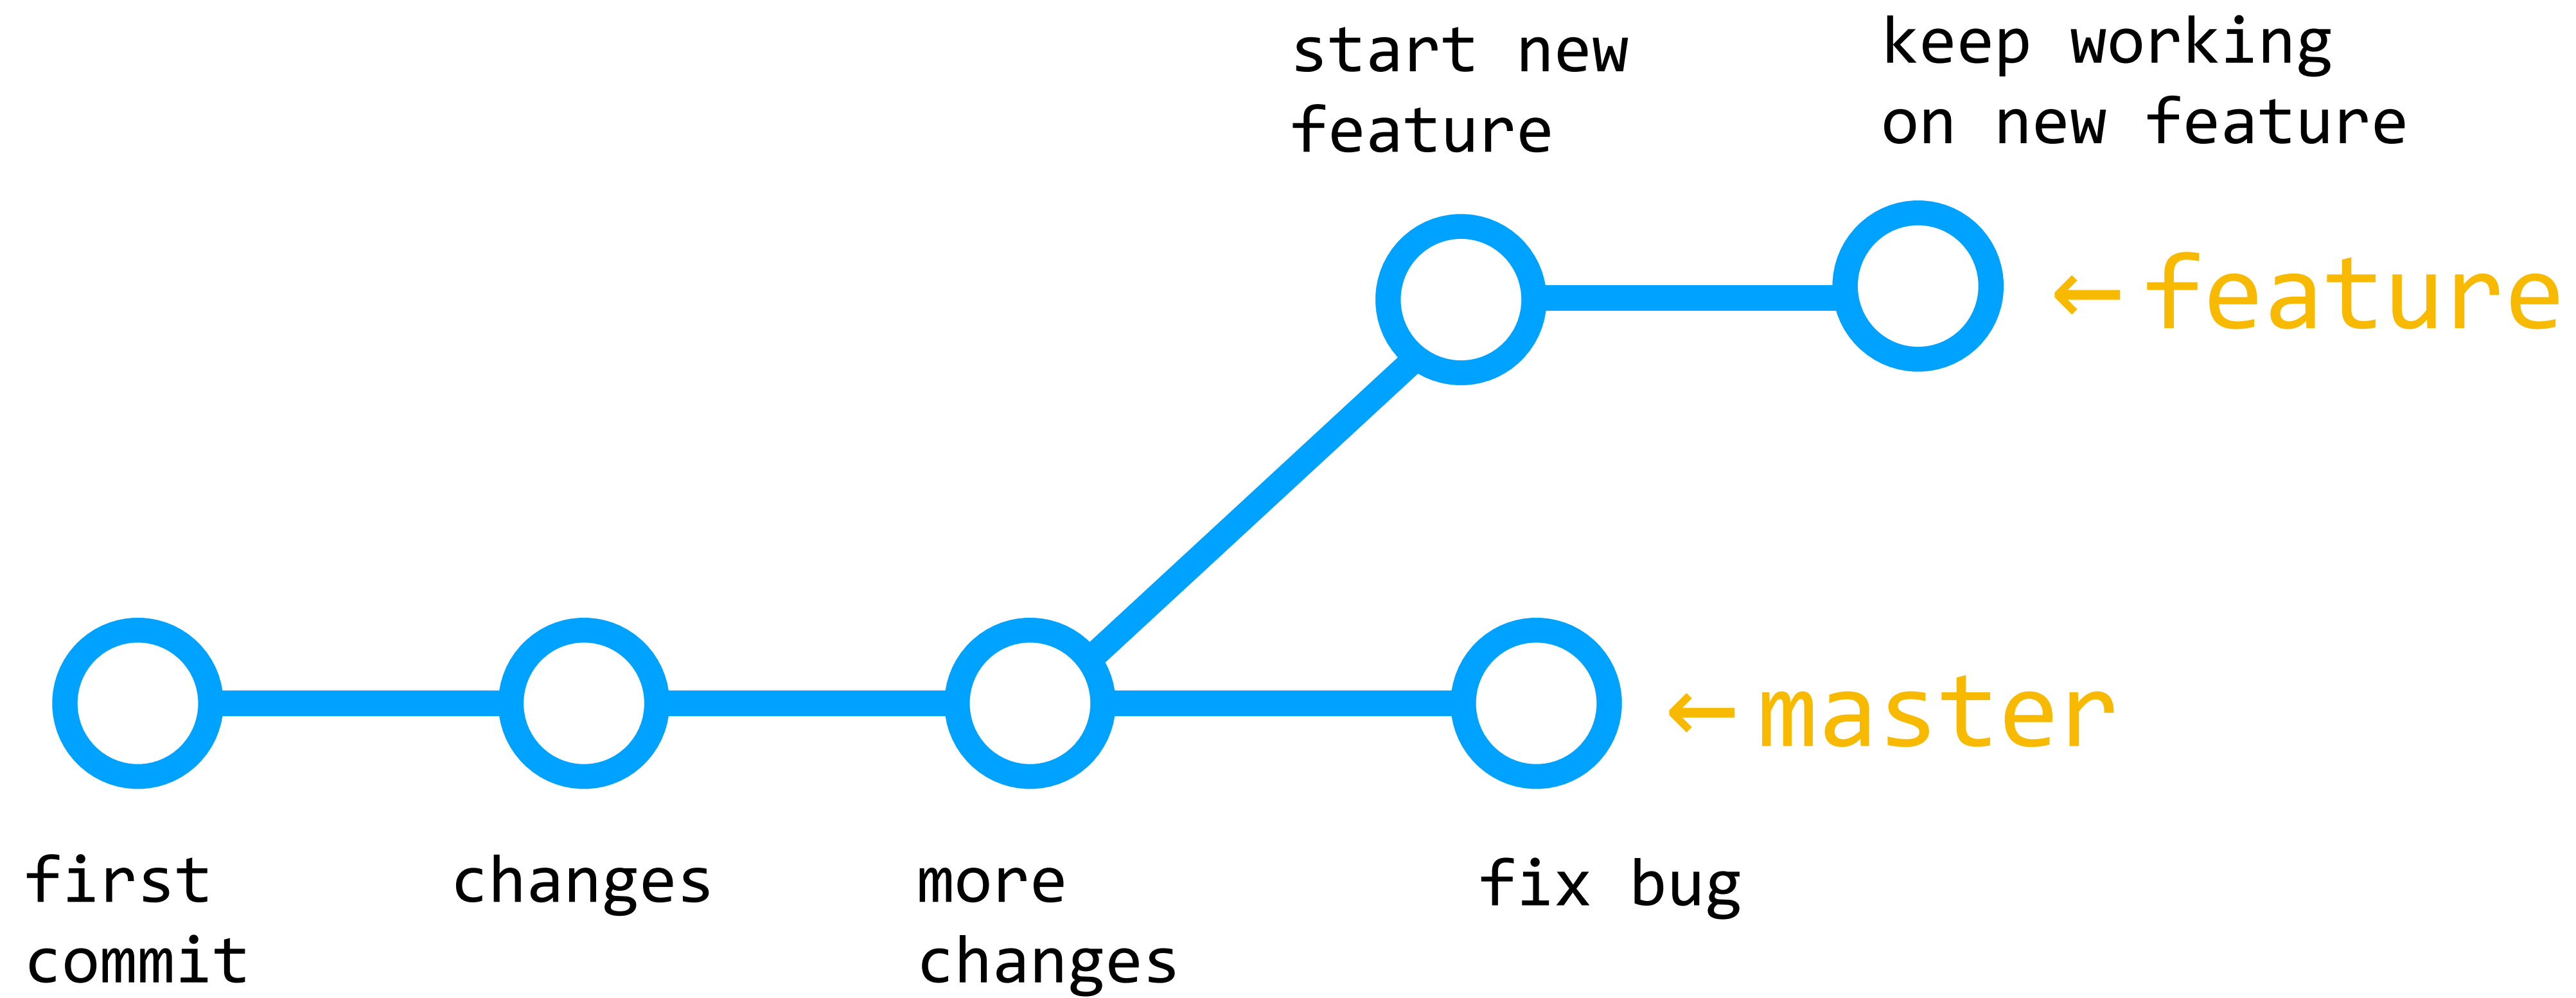 start new
feature
keep working
on new feature
← feature
← master
first
commit
changes
more
changes
fix bug